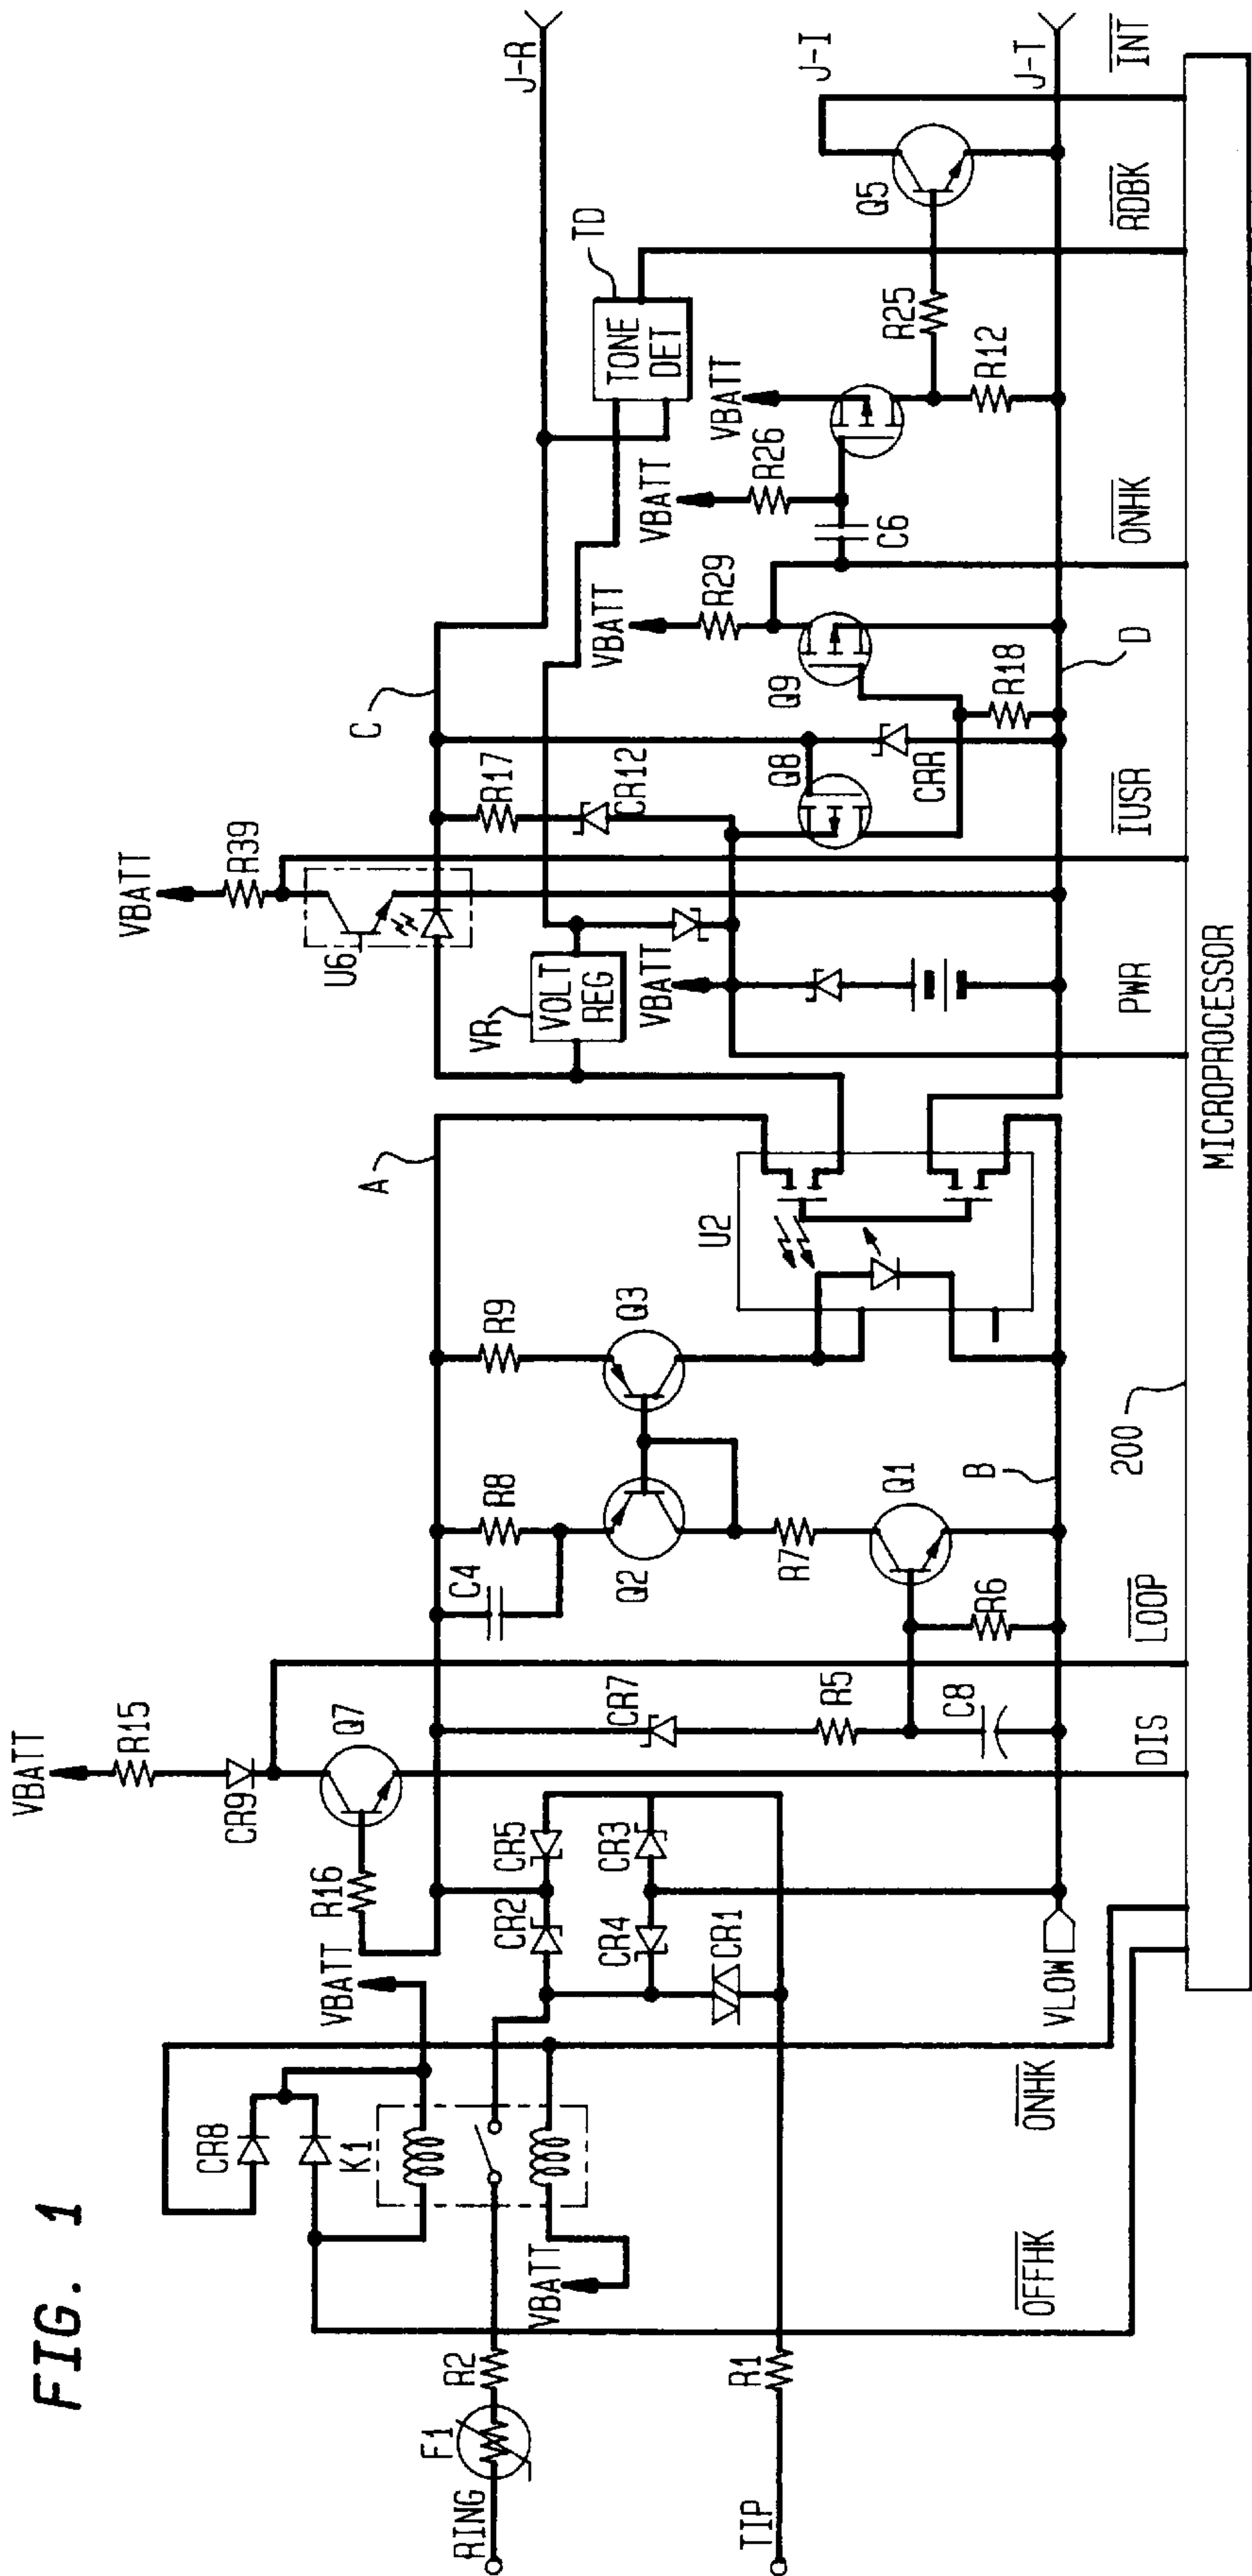 FIG. 1
RING
F1
R2
TIP
R1
CR8
K1
VBATT
VBATT
OFFHK
ONHK
VBATT
R15
CR9
Q7
R16
CR2
CR5
CR4
CR3
CR1
VLOW
DIS
LOOP
CR7
R5
C8
R6
C4
R8
Q2
R7
Q1
B
200
R9
Q3
A
U2
MICROPROCESSOR
PWR
IUSR
ONHK
RDBK
INT
VR
VOLT
REG
VBATT
U6
VBATT
R39
R17
CR12
C
Q8
CRR
Q9
R18
D
VBATT
R29
C6
VBATT
R26
VBATT
R12
R25
Q5
TONE
DET
TD
J-R
J-I
J-T